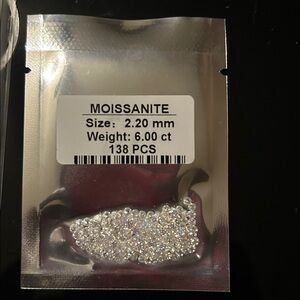 MOISSANITE
Size: 2.20 mm
Weight: 6.00 ct
138 PCS